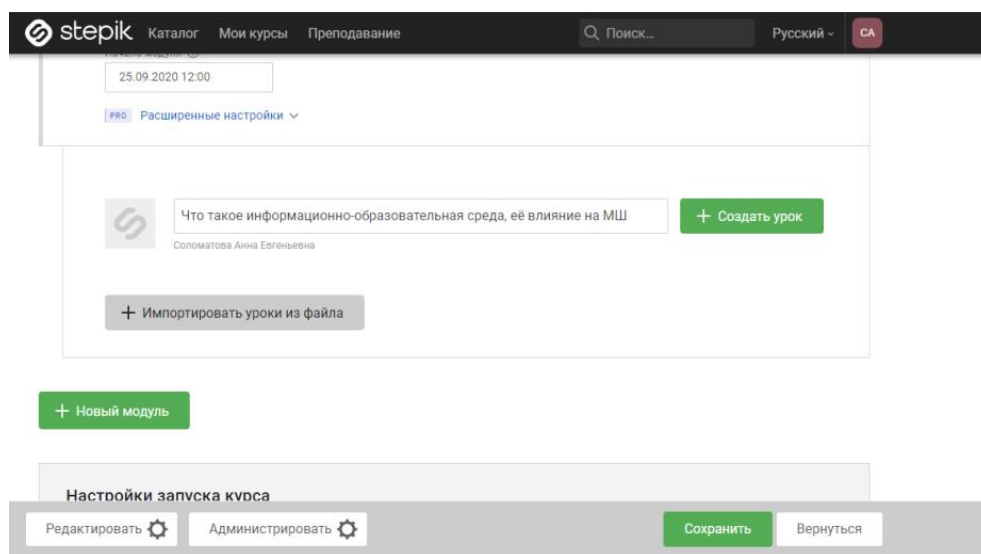 stepik Каталог Мои курсы Преподавание Поиск... Русский СА
Начало модуля
25.09.2020 12:00
PRO Расширенные настройки
Что такое информационно-образовательная среда, её влияние на МШ
+ Создать урок
Соломатова Анна Евгеньевна
+ Импортировать уроки из файла
+ Новый модуль
Настройки запуска курса
Редактировать Администрировать Сохранить Вернуться